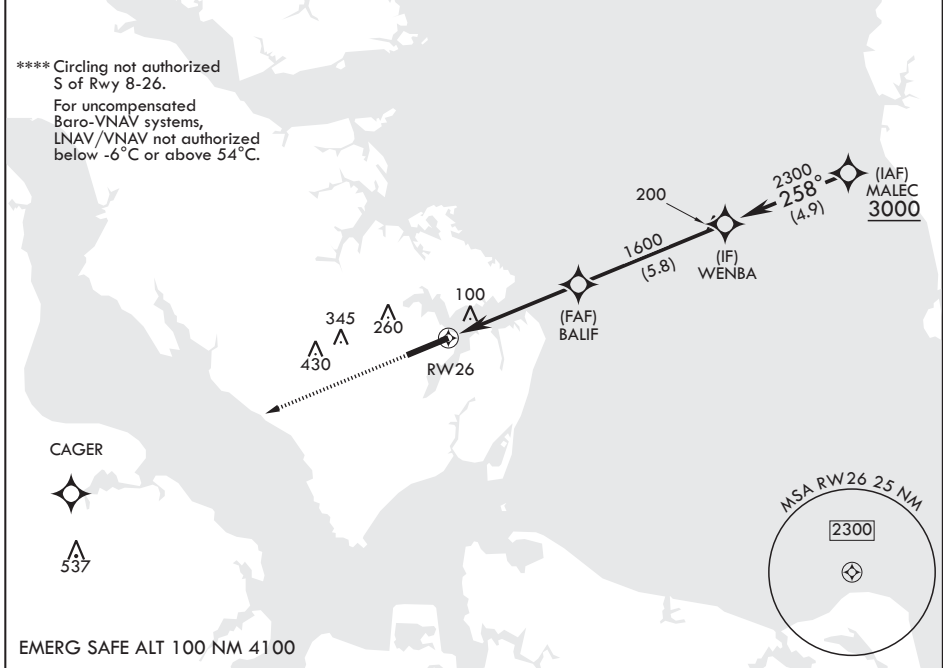 **** Circling not authorized
S of Rwy 8-26.
For uncompensated
Baro-VNAV systems,
LNAV/VNAV not authorized
below -6°C or above 54°C.
2300
258°
(4.9)
(IAF)
MALEC
3000
200
1600
(5.8)
(IF)
WENBA
(FAF)
BALIF
100
260
345
430
RW26
CAGER
537
MSA RW26 25 NM
2300
EMERG SAFE ALT 100 NM 4100